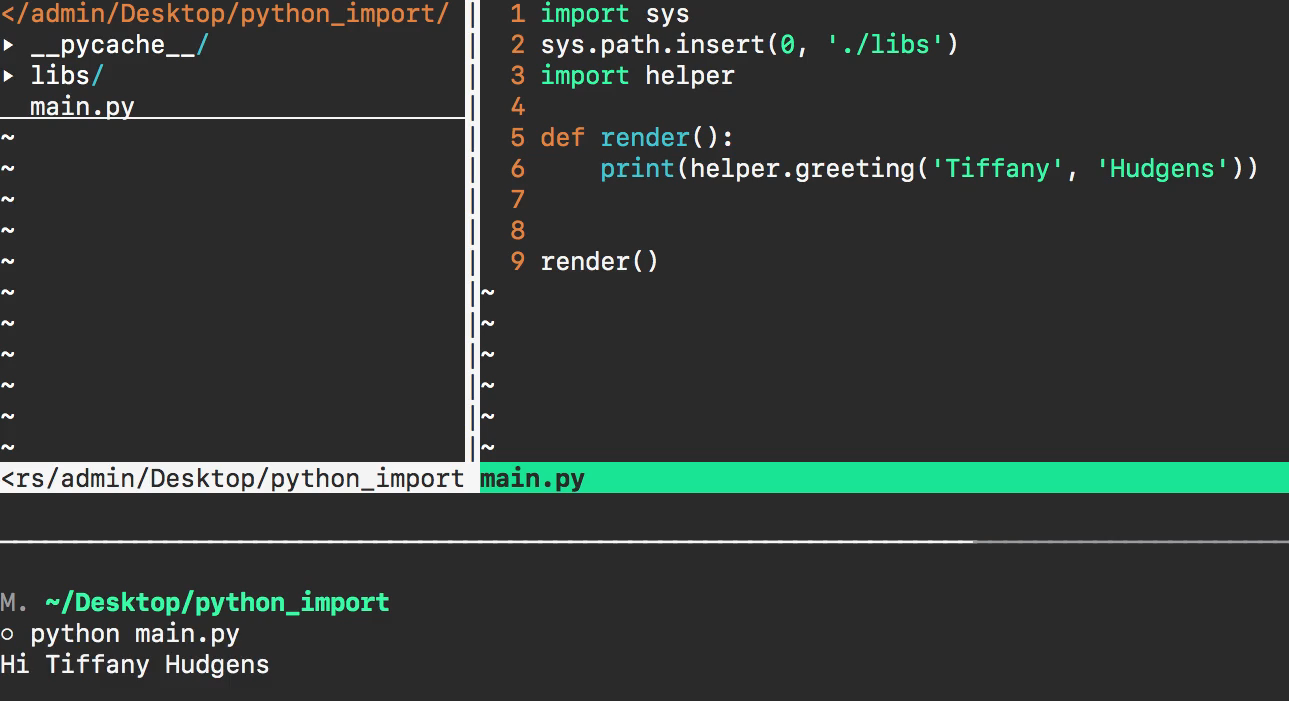 </admin/Desktop/python_import/
▸ __pycache__/
▸ libs/
  main.py
~
~
~
~
~
~
~
~
~
~
~
<rs/admin/Desktop/python_import
1 import sys
2 sys.path.insert(0, './libs')
3 import helper
4
5 def render():
6     print(helper.greeting('Tiffany', 'Hudgens'))
7
8
9 render()
~
~
~
~
~
~
main.py
M. ~/Desktop/python_import
○ python main.py
Hi Tiffany Hudgens